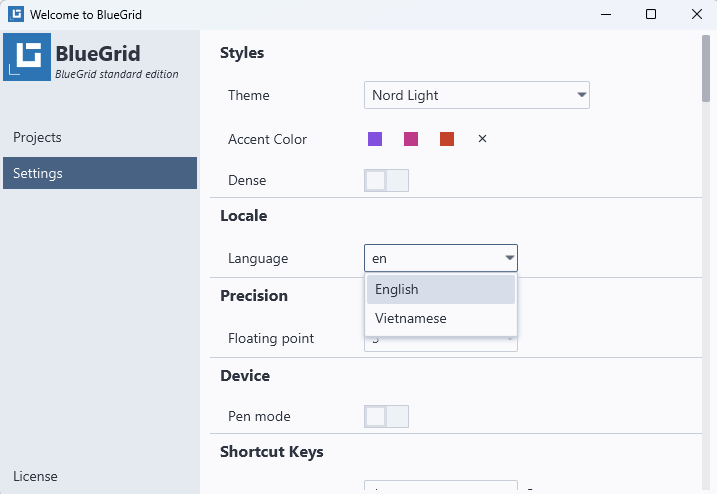 Welcome to BlueGrid
BlueGrid
BlueGrid standard edition
Projects
Settings
License
Styles
Theme
Nord Light
Accent Color
Dense
Locale
Language
en
English
Vietnamese
Precision
Floating point
Device
Pen mode
Shortcut Keys